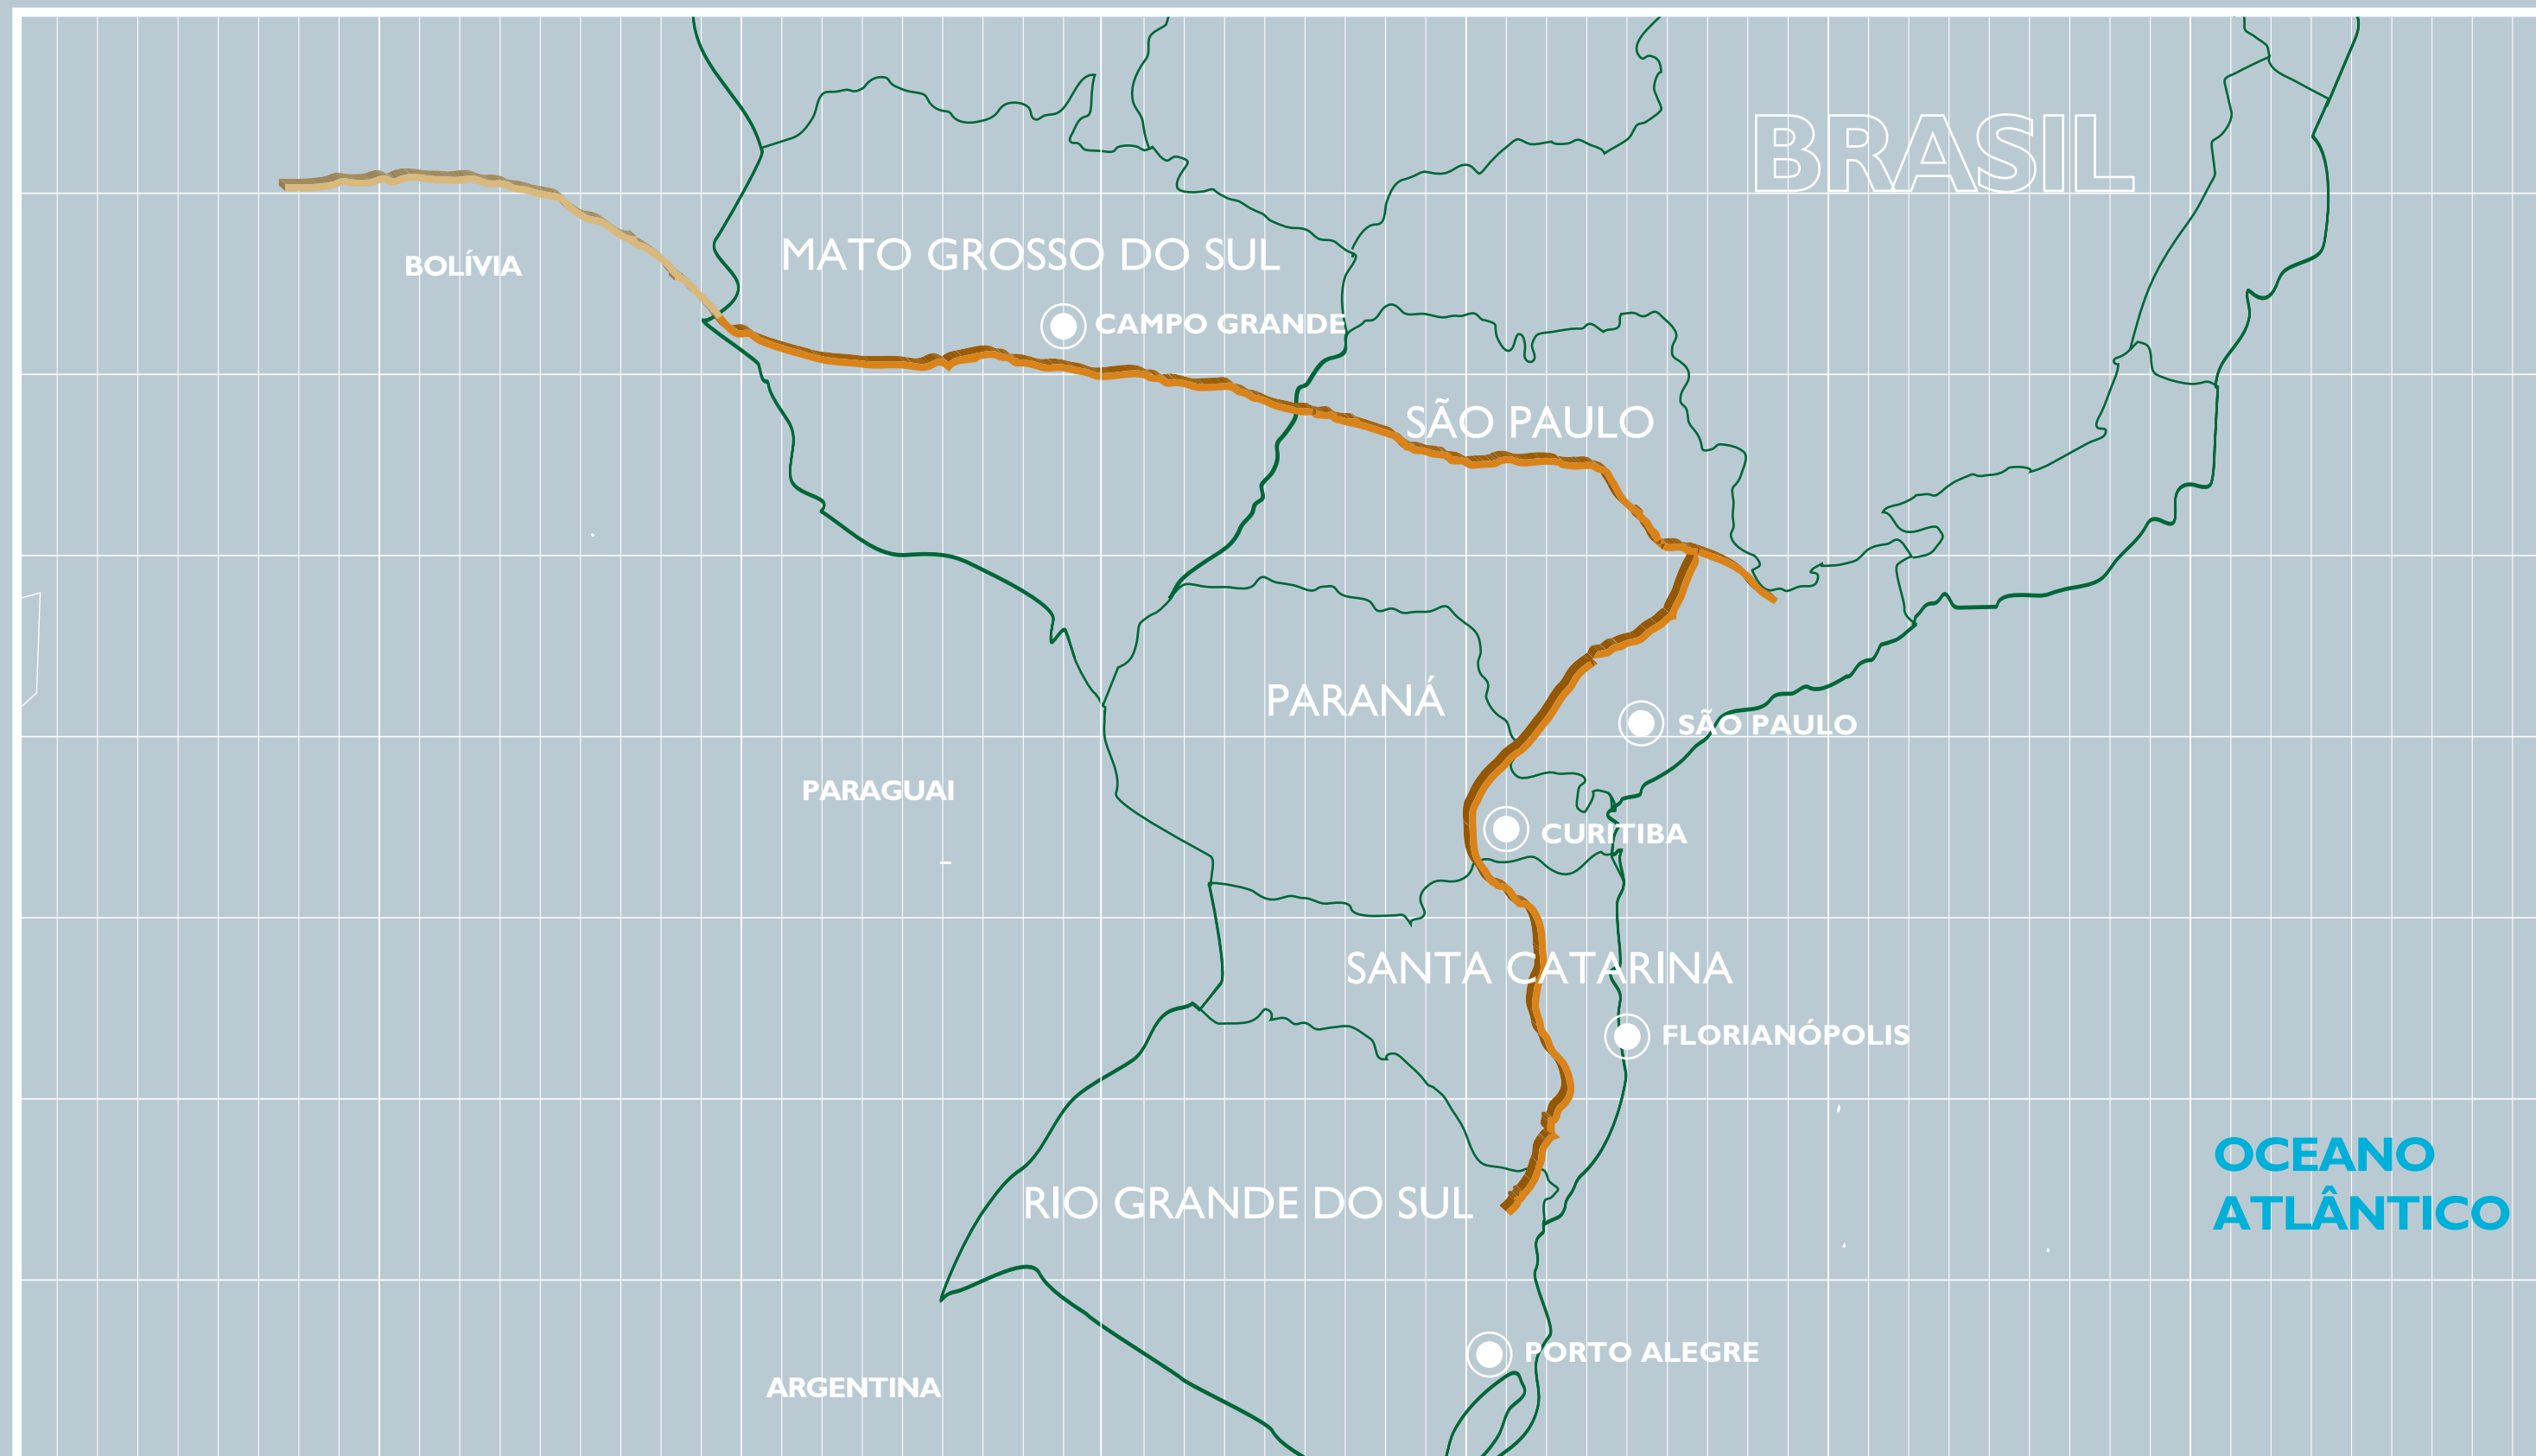 BRASIL
MATO GROSSO DO SUL
BOLÍVIA
CAMPO GRANDE
SÃO PAULO
PARANÁ
SÃO PAULO
PARAGUAI
CURITIBA
SANTA CATARINA
FLORIANÓPOLIS
OCEANO
ATLÂNTICO
RIO GRANDE DO SUL
PORTO ALEGRE
ARGENTINA